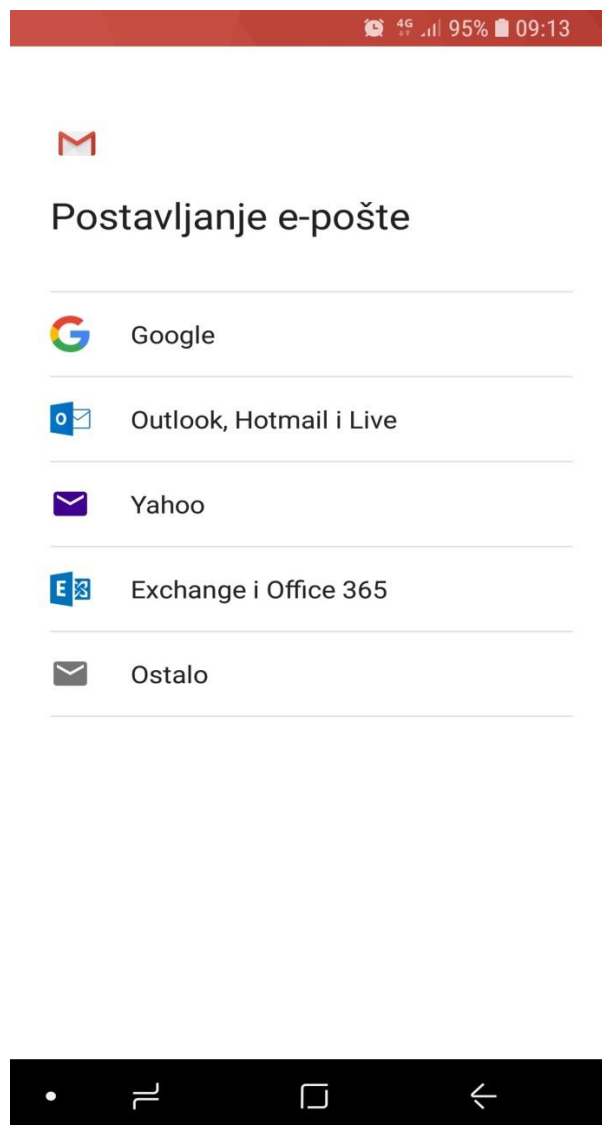 4G 95% 09:13
Postavljanje e-pošte
Google
Outlook, Hotmail i Live
Yahoo
Exchange i Office 365
Ostalo